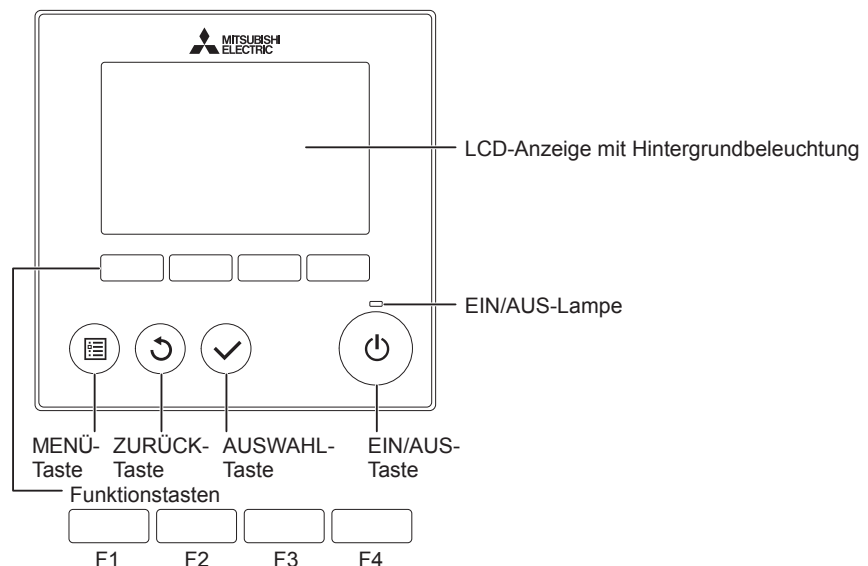 MITSUBISHI
ELECTRIC
LCD-Anzeige mit Hintergrundbeleuchtung
EIN/AUS-Lampe
MENÜ-
Taste
ZURÜCK-
Taste
AUSWAHL-
Taste
EIN/AUS-
Taste
Funktionstasten
F1 F2 F3 F4